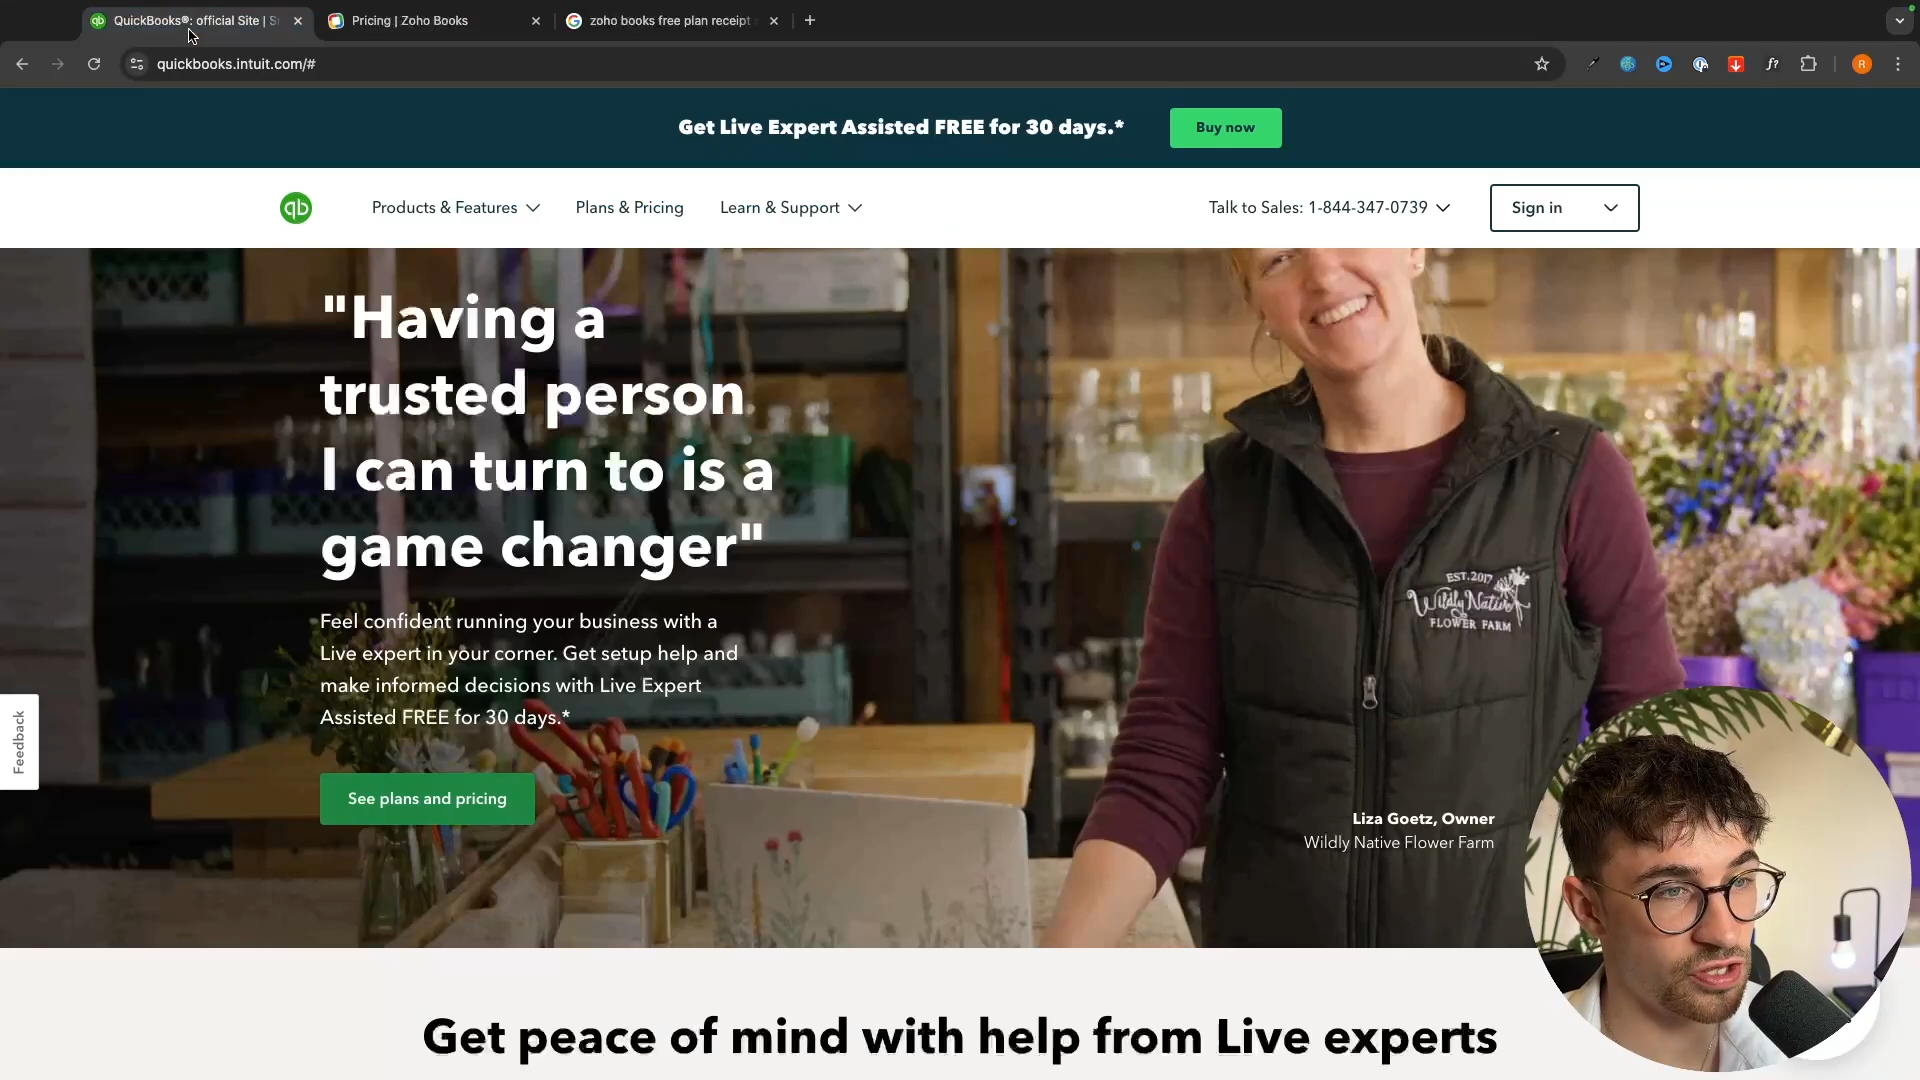 QuickBooks®: official Site | S
Pricing | Zoho Books
zoho books free plan receipt
quickbooks.intuit.com/#
R
Get Live Expert Assisted FREE for 30 days.*
Buy now
qb
Products & Features
Plans & Pricing
Learn & Support
Talk to Sales: 1-844-347-0739
Sign in
"Having a
trusted person
I can turn to is a
game changer"
Feel confident running your business with a
Live expert in your corner. Get setup help and
make informed decisions with Live Expert
Assisted FREE for 30 days.*
See plans and pricing
EST. 2017
Wildly Native
FLOWER FARM
Liza Goetz, Owner
Wildly Native Flower Farm
Feedback
Get peace of mind with help from Live experts